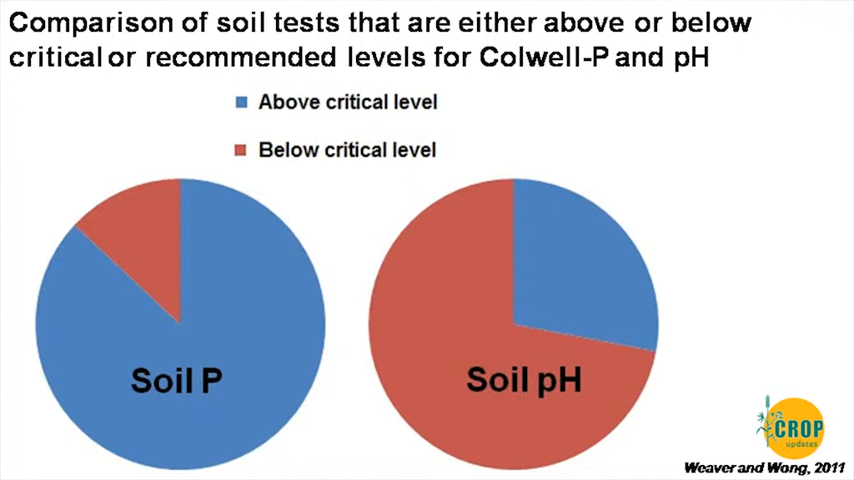 Comparison of soil tests that are either above or below
critical or recommended levels for Colwell-P and pH
Above critical level
Below critical level
Soil P
Soil pH
CROP
updates
Weaver and Wong, 2011